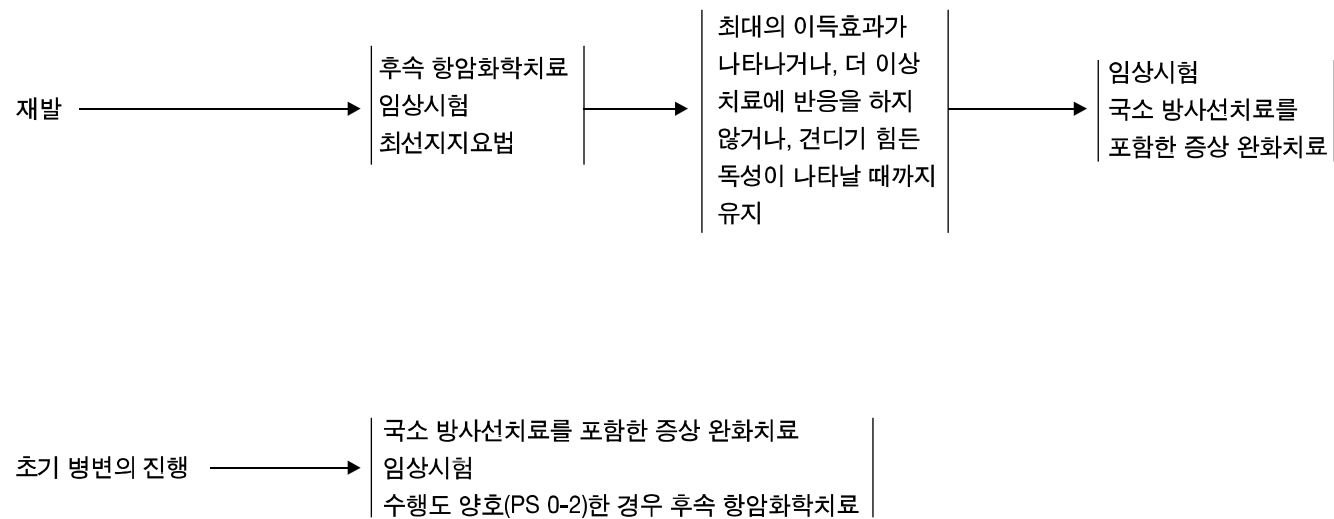 재발
후속 항암화학치료
임상시험
최선지지요법
최대의 이득효과가
나타나거나, 더 이상
치료에 반응을 하지
않거나, 견디기 힘든
독성이 나타날 때까지
유지
임상시험
국소 방사선치료를
포함한 증상 완화치료
초기 병변의 진행
국소 방사선치료를 포함한 증상 완화치료
임상시험
수행도 양호(PS 0-2)한 경우 후속 항암화학치료